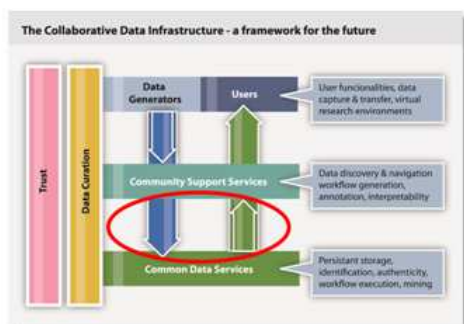 The Collaborative Data Infrastructure - a framework for the future
Trust
Data Curation
Data
Generators
Users
User funcionalities, data
capture & transfer, virtual
research environments
Community Support Services
Data discovery & navigation
workflow generation,
annotation, interpretability
Common Data Services
Persistant storage,
identification, authenticity,
workflow execution, mining